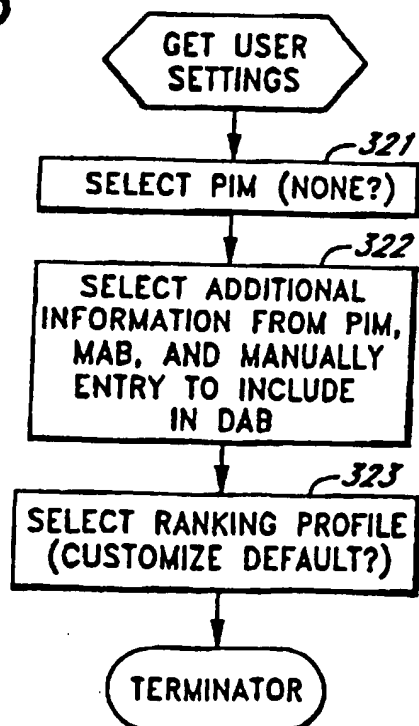 GET USER
SETTINGS
321
SELECT PIM (NONE?)
322
SELECT ADDITIONAL
INFORMATION FROM PIM,
MAB, AND MANUALLY
ENTRY TO INCLUDE
IN DAB
323
SELECT RANKING PROFILE
(CUSTOMIZE DEFAULT?)
TERMINATOR